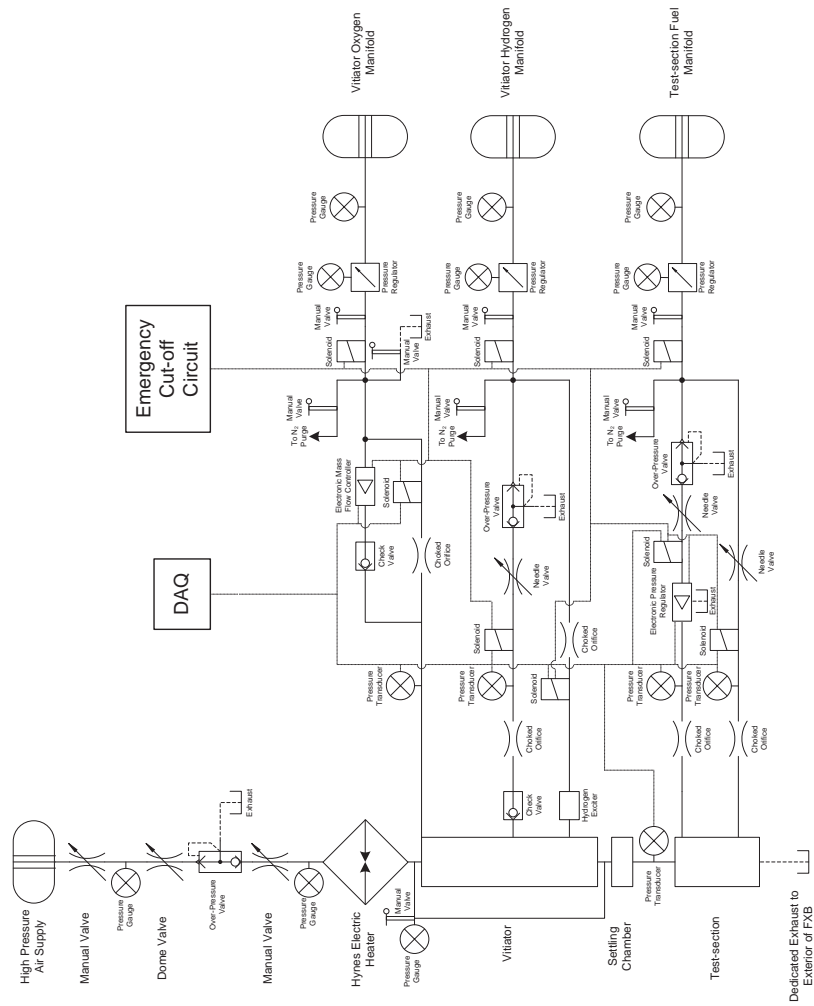 Emergency
Cut-off
Circuit
DAQ
High Pressure
Air Supply
Manual Valve
Pressure
Gauge
Dome Valve
Over-Pressure
Valve
Exhaust
Manual Valve
Pressure
Gauge
Hynes Electric
Heater
Manual
Valve
Pressure
Gauge
Vitiator
Settling
Chamber
Pressure
Transducer
Test-section
Dedicated Exhaust to
Exterior of FXB
Vitiator Oxygen
Manifold
Pressure
Gauge
Pressure
Gauge
Pressure
Regulator
Manual
Valve
Solenoid
Manual
Valve
Exhaust
Manual
Valve
To N2
Purge
Electronic Mass
Flow Controller
Solenoid
Check
Valve
Choked
Orifice
Pressure
Transducer
Vitiator Hydrogen
Manifold
Pressure
Gauge
Pressure
Gauge
Pressure
Regulator
Manual
Valve
Solenoid
Manual
Valve
To N2
Purge
Over-Pressure
Valve
Exhaust
Needle
Valve
Solenoid
Pressure
Transducer
Choked
Orifice
Solenoid
Choked
Orifice
Check
Valve
Hydrogen
Exciter
Test-section Fuel
Manifold
Pressure
Gauge
Pressure
Gauge
Pressure
Regulator
Manual
Valve
Solenoid
Manual
Valve
To N2
Purge
Over-Pressure
Valve
Exhaust
Needle
Valve
Solenoid
Electronic Pressure
Regulator
Exhaust
Needle
Valve
Solenoid
Pressure
Transducer
Pressure
Transducer
Choked
Orifice
Choked
Orifice